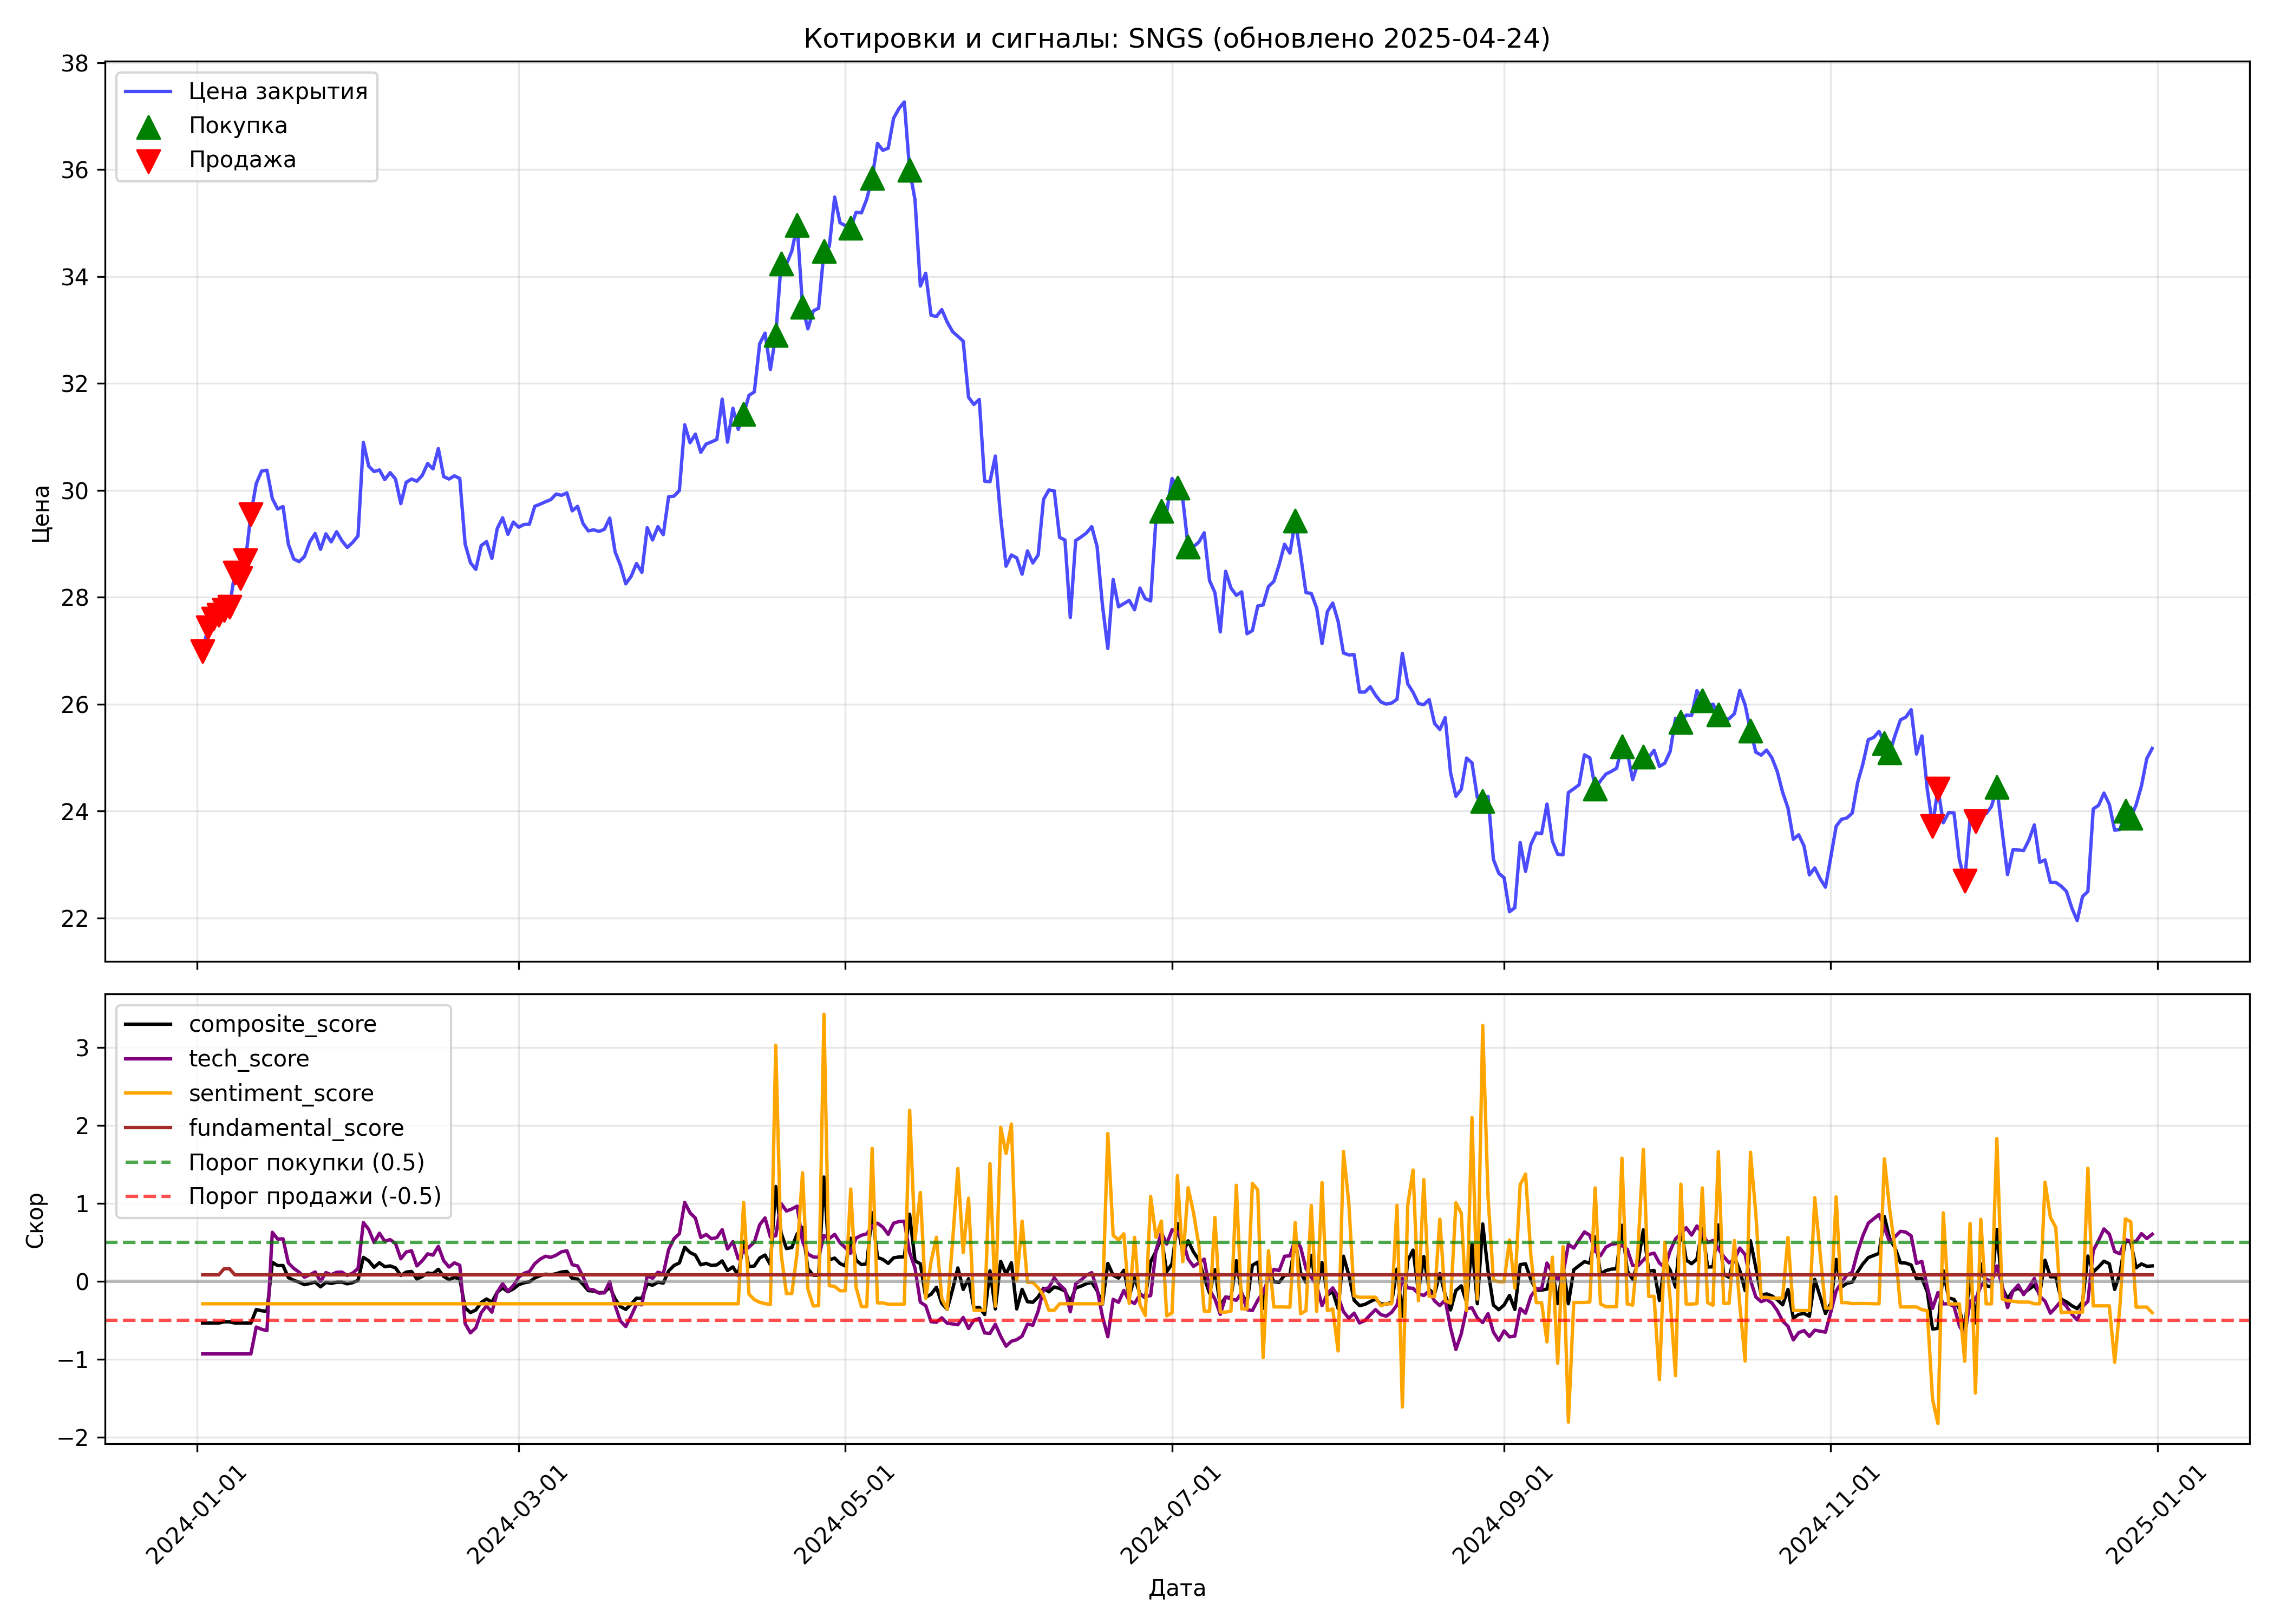 Котировки и сигналы: SNGS (обновлено 2025-04-24)
38
36
34
32
30
28
26
24
22
Цена
Цена закрытия
Покупка
Продажа
3
2
1
0
−1
−2
Скор
composite_score
tech_score
sentiment_score
fundamental_score
Порог покупки (0.5)
Порог продажи (-0.5)
2024-01-01
2024-03-01
2024-05-01
2024-07-01
2024-09-01
2024-11-01
2025-01-01
Дата